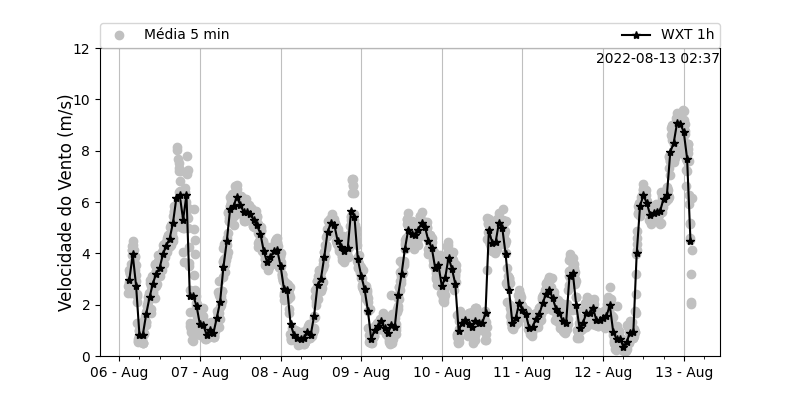 Média 5 min
WXT 1h
2022-08-13 02:37
Velocidade do Vento (m/s)
12
10
8
6
4
2
0
06 - Aug 07 - Aug 08 - Aug 09 - Aug 10 - Aug 11 - Aug 12 - Aug 13 - Aug